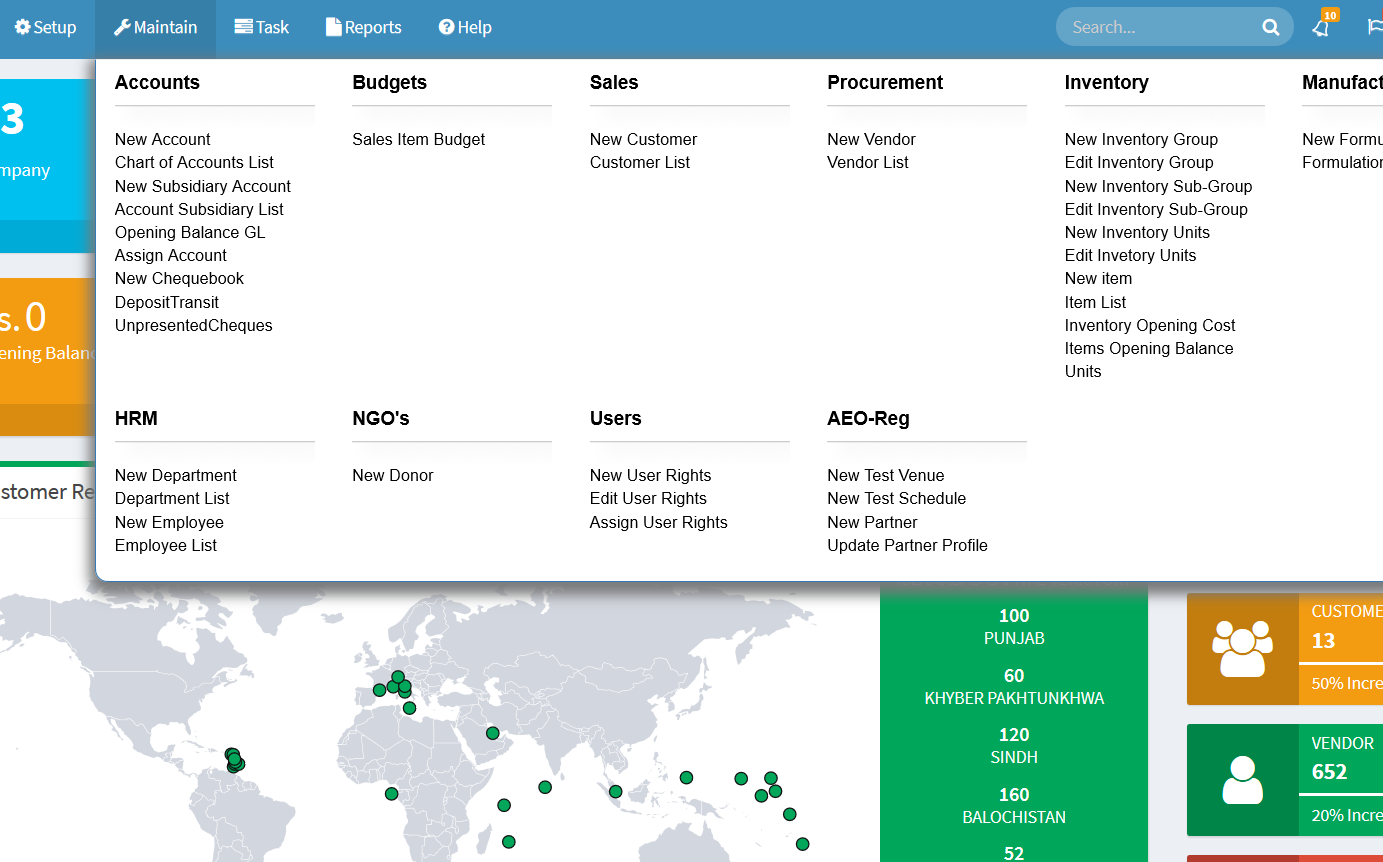 Setup
Maintain
Task
Reports
Help
Search...
10
Accounts
New Account
Chart of Accounts List
New Subsidiary Account
Account Subsidiary List
Opening Balance GL
Assign Account
New Chequebook
DepositTransit
UnpresentedCheques
Budgets
Sales Item Budget
Sales
New Customer
Customer List
Procurement
New Vendor
Vendor List
Inventory
New Inventory Group
Edit Inventory Group
New Inventory Sub-Group
Edit Inventory Sub-Group
New Inventory Units
Edit Invetory Units
New item
Item List
Inventory Opening Cost
Items Opening Balance
Units
Manufact
New Formu
Formulation
HRM
New Department
Department List
New Employee
Employee List
NGO's
New Donor
Users
New User Rights
Edit User Rights
Assign User Rights
AEO-Reg
New Test Venue
New Test Schedule
New Partner
Update Partner Profile
3
mpany
s. 0
ening Balanc
stomer Re
100
PUNJAB
60
KHYBER PAKHTUNKHWA
120
SINDH
160
BALOCHISTAN
52
CUSTOME
13
50% Incre
VENDOR
652
20% Incre